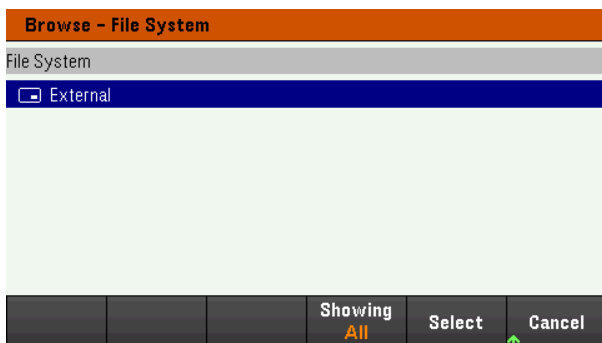 Browse - File System
File System
External
Showing
All
Select
Cancel